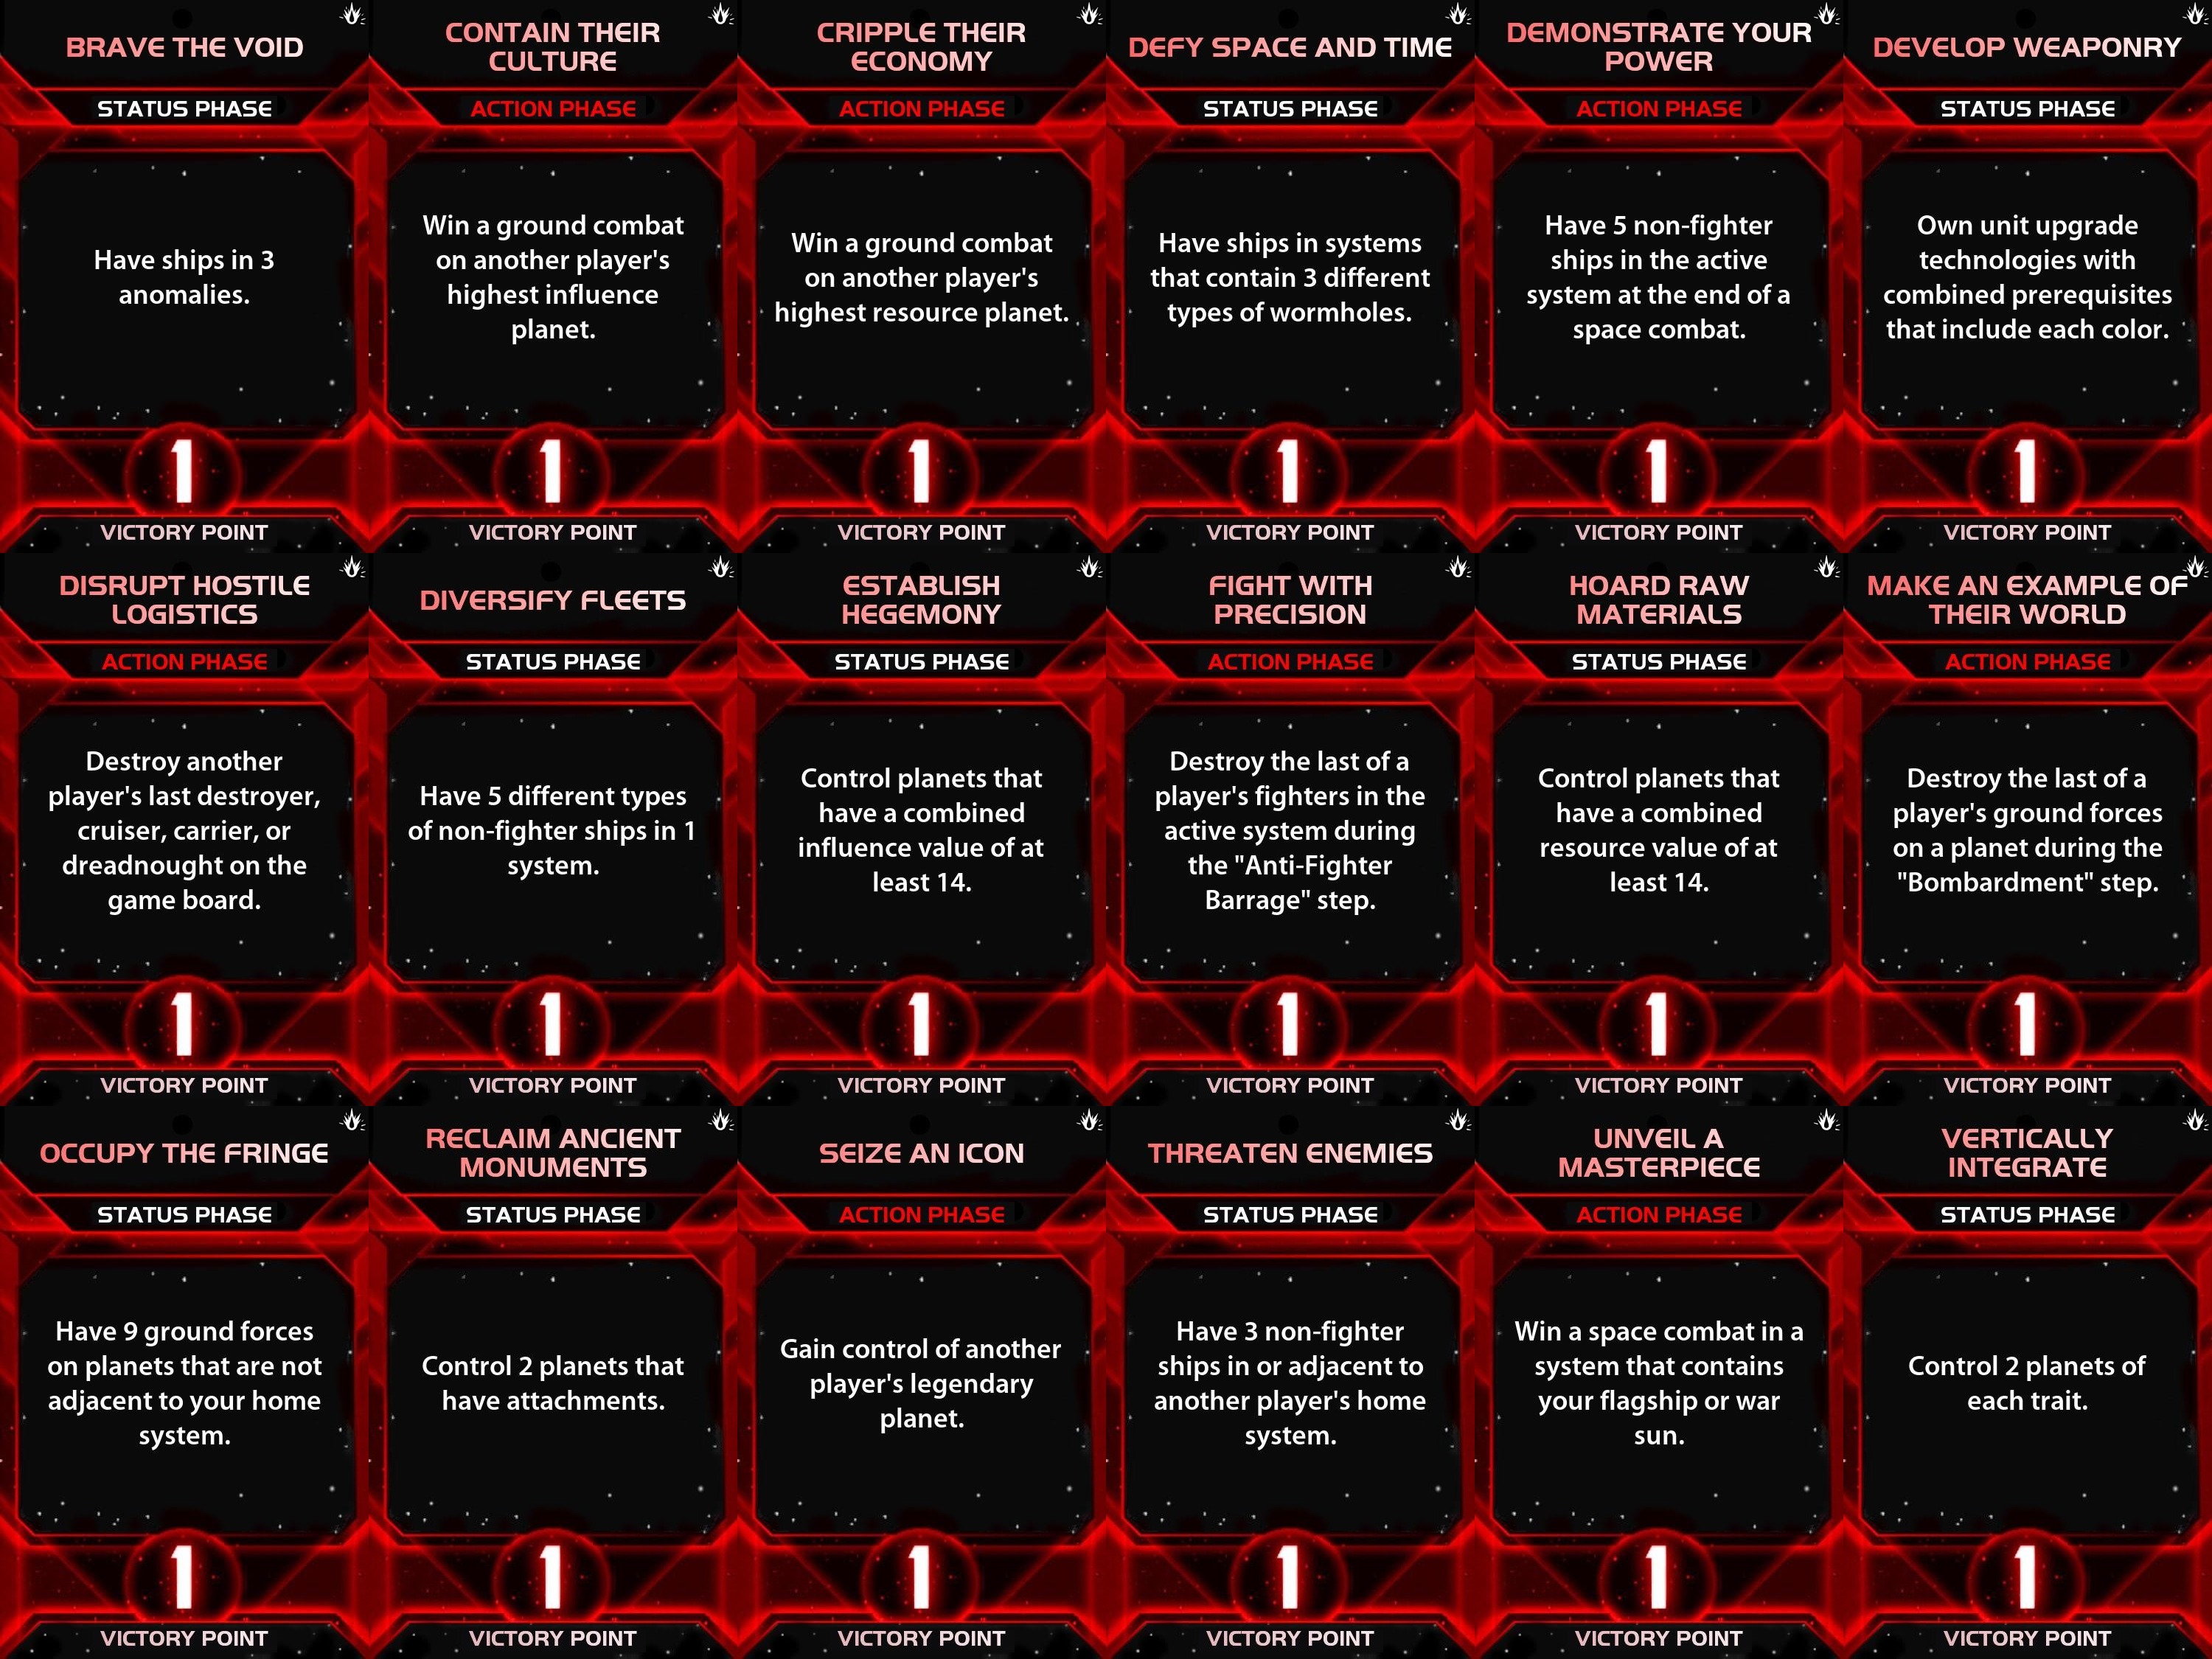 BRAVE THE VOID
STATUS PHASE
Have ships in 3
anomalies.
1
VICTORY POINT
CONTAIN THEIR
CULTURE
ACTION PHASE
Win a ground combat
on another player's
highest influence
planet.
1
VICTORY POINT
CRIPPLE THEIR
ECONOMY
ACTION PHASE
Win a ground combat
on another player's
highest resource planet.
1
VICTORY POINT
DEFY SPACE AND TIME
STATUS PHASE
Have ships in systems
that contain 3 different
types of wormholes.
1
VICTORY POINT
DEMONSTRATE YOUR
POWER
ACTION PHASE
Have 5 non-fighter
ships in the active
system at the end of a
space combat.
1
VICTORY POINT
DEVELOP WEAPONRY
STATUS PHASE
Own unit upgrade
technologies with
combined prerequisites
that include each color.
1
VICTORY POINT
DISRUPT HOSTILE
LOGISTICS
ACTION PHASE
Destroy another
player's last destroyer,
cruiser, carrier, or
dreadnought on the
game board.
1
VICTORY POINT
DIVERSIFY FLEETS
STATUS PHASE
Have 5 different types
of non-fighter ships in 1
system.
1
VICTORY POINT
ESTABLISH
HEGEMONY
STATUS PHASE
Control planets that
have a combined
influence value of at
least 14.
1
VICTORY POINT
FIGHT WITH
PRECISION
ACTION PHASE
Destroy the last of a
player's fighters in the
active system during
the "Anti-Fighter
Barrage" step.
1
VICTORY POINT
HOARD RAW
MATERIALS
STATUS PHASE
Control planets that
have a combined
resource value of at
least 14.
1
VICTORY POINT
MAKE AN EXAMPLE OF
THEIR WORLD
ACTION PHASE
Destroy the last of a
player's ground forces
on a planet during the
"Bombardment" step.
1
VICTORY POINT
OCCUPY THE FRINGE
STATUS PHASE
Have 9 ground forces
on planets that are not
adjacent to your home
system.
1
VICTORY POINT
RECLAIM ANCIENT
MONUMENTS
STATUS PHASE
Control 2 planets that
have attachments.
1
VICTORY POINT
SEIZE AN ICON
ACTION PHASE
Gain control of another
player's legendary
planet.
1
VICTORY POINT
THREATEN ENEMIES
STATUS PHASE
Have 3 non-fighter
ships in or adjacent to
another player's home
system.
1
VICTORY POINT
UNVEIL A
MASTERPIECE
ACTION PHASE
Win a space combat in a
system that contains
your flagship or war
sun.
1
VICTORY POINT
VERTICALLY
INTEGRATE
STATUS PHASE
Control 2 planets of
each trait.
1
VICTORY POINT